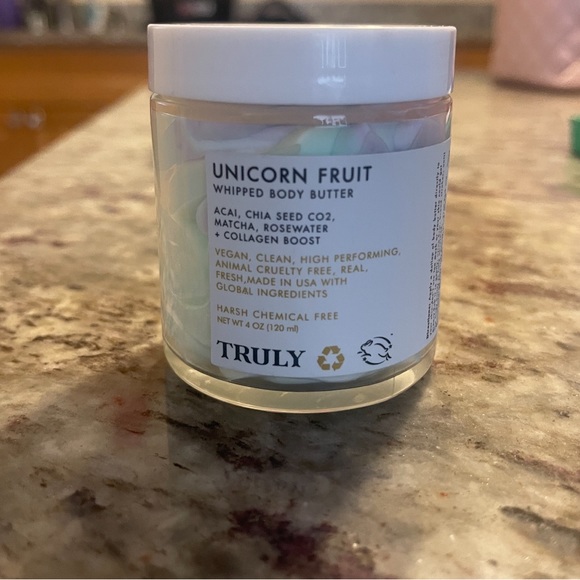 UNICORN FRUIT
WHIPPED BODY BUTTER
ACAI, CHIA SEED CO2,
MATCHA, ROSEWATER
+ COLLAGEN BOOST
VEGAN, CLEAN, HIGH PERFORMING,
ANIMAL CRUELTY FREE, REAL,
FRESH,MADE IN USA WITH
GLOBAL INGREDIENTS
HARSH CHEMICAL FREE
NET WT 4 OZ (120 ml)
TRULY